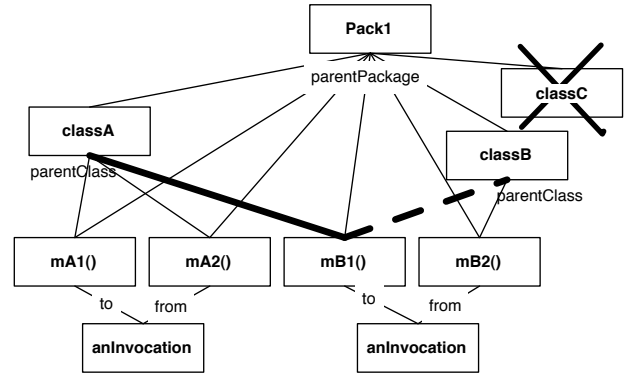 Pack1
parentPackage
classC
classA
classB
parentClass
parentClass
mA1()
mA2()
mB1()
mB2()
to
from
to
from
anInvocation
anInvocation